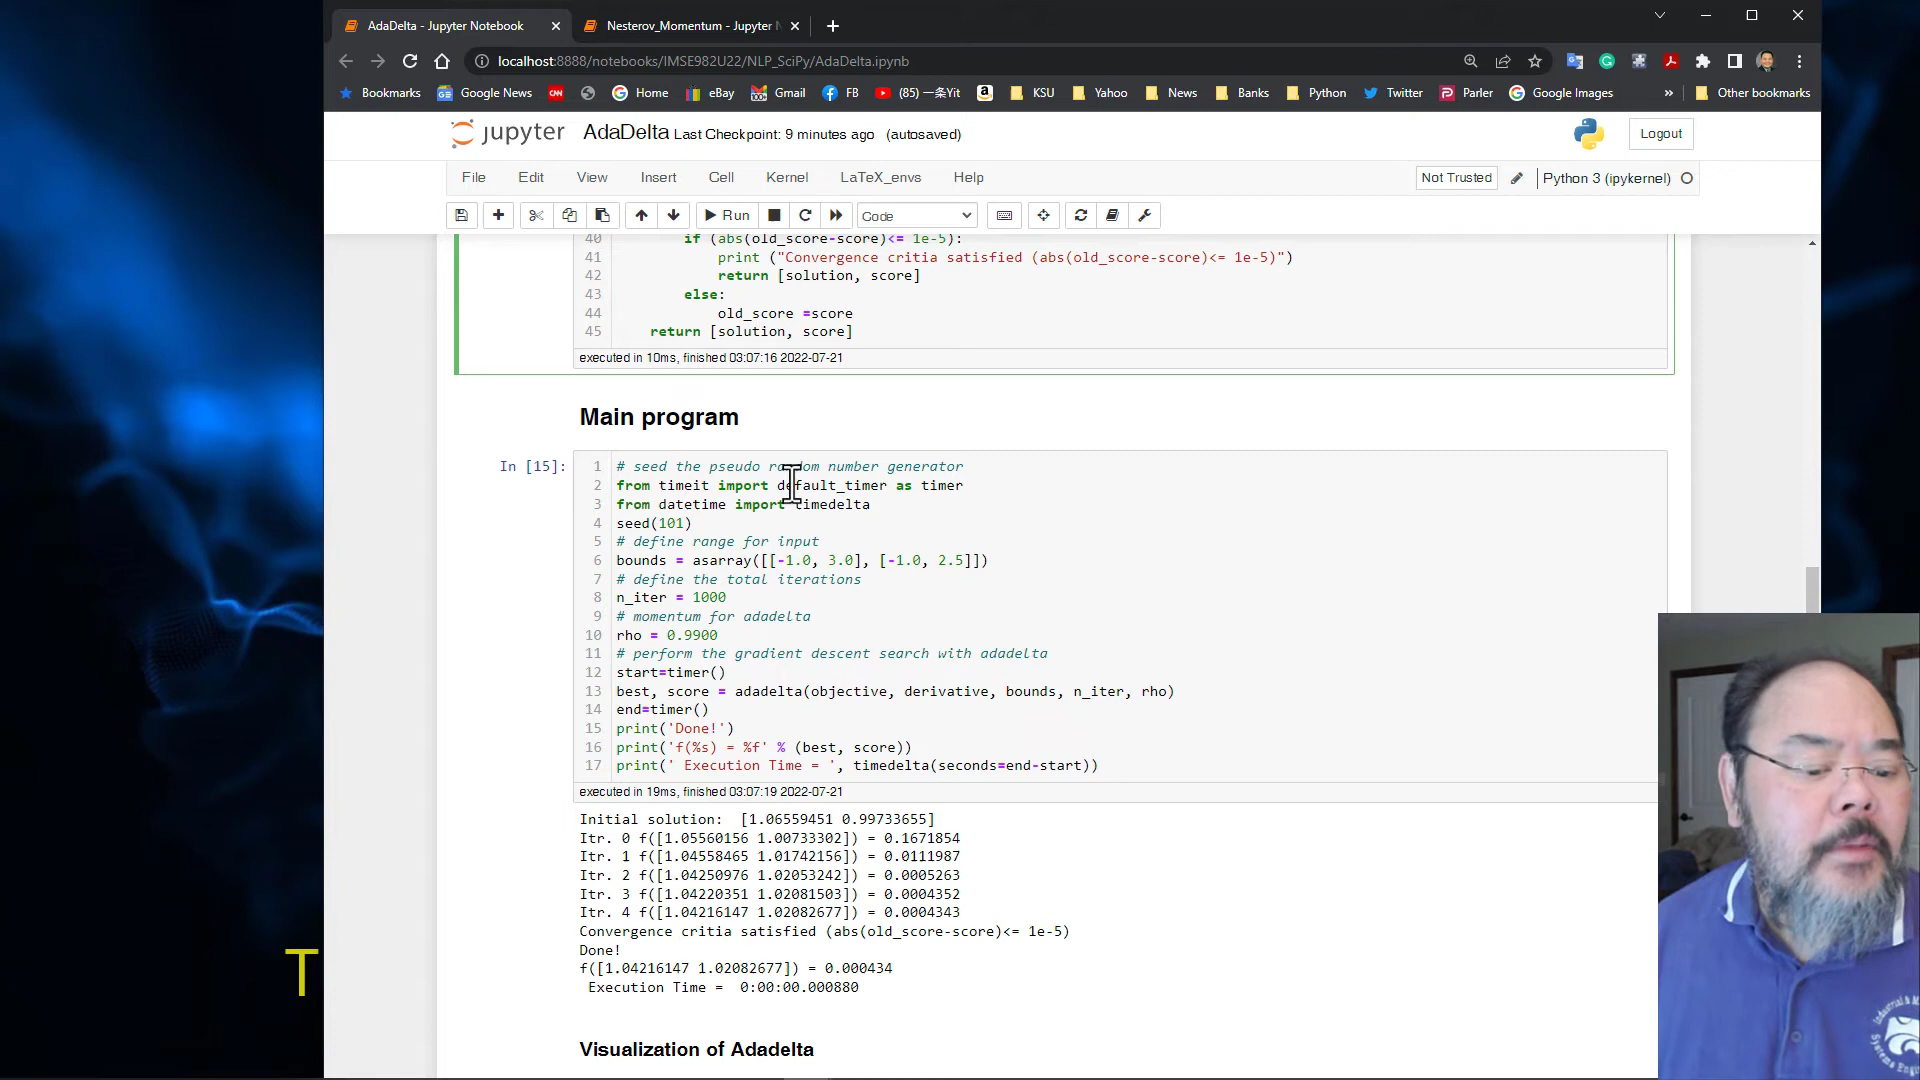 AdaDelta - Jupyter Notebook
Nesterov_Momentum - Jupyter N
localhost:8888/notebooks/IMSE982U22/NLP_SciPy/AdaDelta.ipynb
Bookmarks Google News CNN Home eBay Gmail FB (85) 一条Yit KSU Yahoo News Banks Python Twitter Parler Google Images » Other bookmarks
jupyter AdaDelta Last Checkpoint: 9 minutes ago (autosaved) Logout
File Edit View Insert Cell Kernel LaTeX_envs Help Not Trusted Python 3 (ipykernel)
Run Code
40 if (abs(old_score-score)<= 1e-5):
41 print ("Convergence critia satisfied (abs(old_score-score)<= 1e-5)")
42 return [solution, score]
43 else:
44 old_score =score
45 return [solution, score]
executed in 10ms, finished 03:07:16 2022-07-21
Main program
In [15]:
1 # seed the pseudo random number generator
2 from timeit import default_timer as timer
3 from datetime import timedelta
4 seed(101)
5 # define range for input
6 bounds = asarray([[-1.0, 3.0], [-1.0, 2.5]])
7 # define the total iterations
8 n_iter = 1000
9 # momentum for adadelta
10 rho = 0.9900
11 # perform the gradient descent search with adadelta
12 start=timer()
13 best, score = adadelta(objective, derivative, bounds, n_iter, rho)
14 end=timer()
15 print('Done!')
16 print('f(%s) = %f' % (best, score))
17 print(' Execution Time = ', timedelta(seconds=end-start))
executed in 19ms, finished 03:07:19 2022-07-21
Initial solution: [1.06559451 0.99733655]
Itr. 0 f([1.05560156 1.00733302]) = 0.1671854
Itr. 1 f([1.04558465 1.01742156]) = 0.0111987
Itr. 2 f([1.04250976 1.02053242]) = 0.0005263
Itr. 3 f([1.04220351 1.02081503]) = 0.0004352
Itr. 4 f([1.04216147 1.02082677]) = 0.0004343
Convergence critia satisfied (abs(old_score-score)<= 1e-5)
Done!
f([1.04216147 1.02082677]) = 0.000434
Execution Time = 0:00:00.000880
Visualization of Adadelta
T